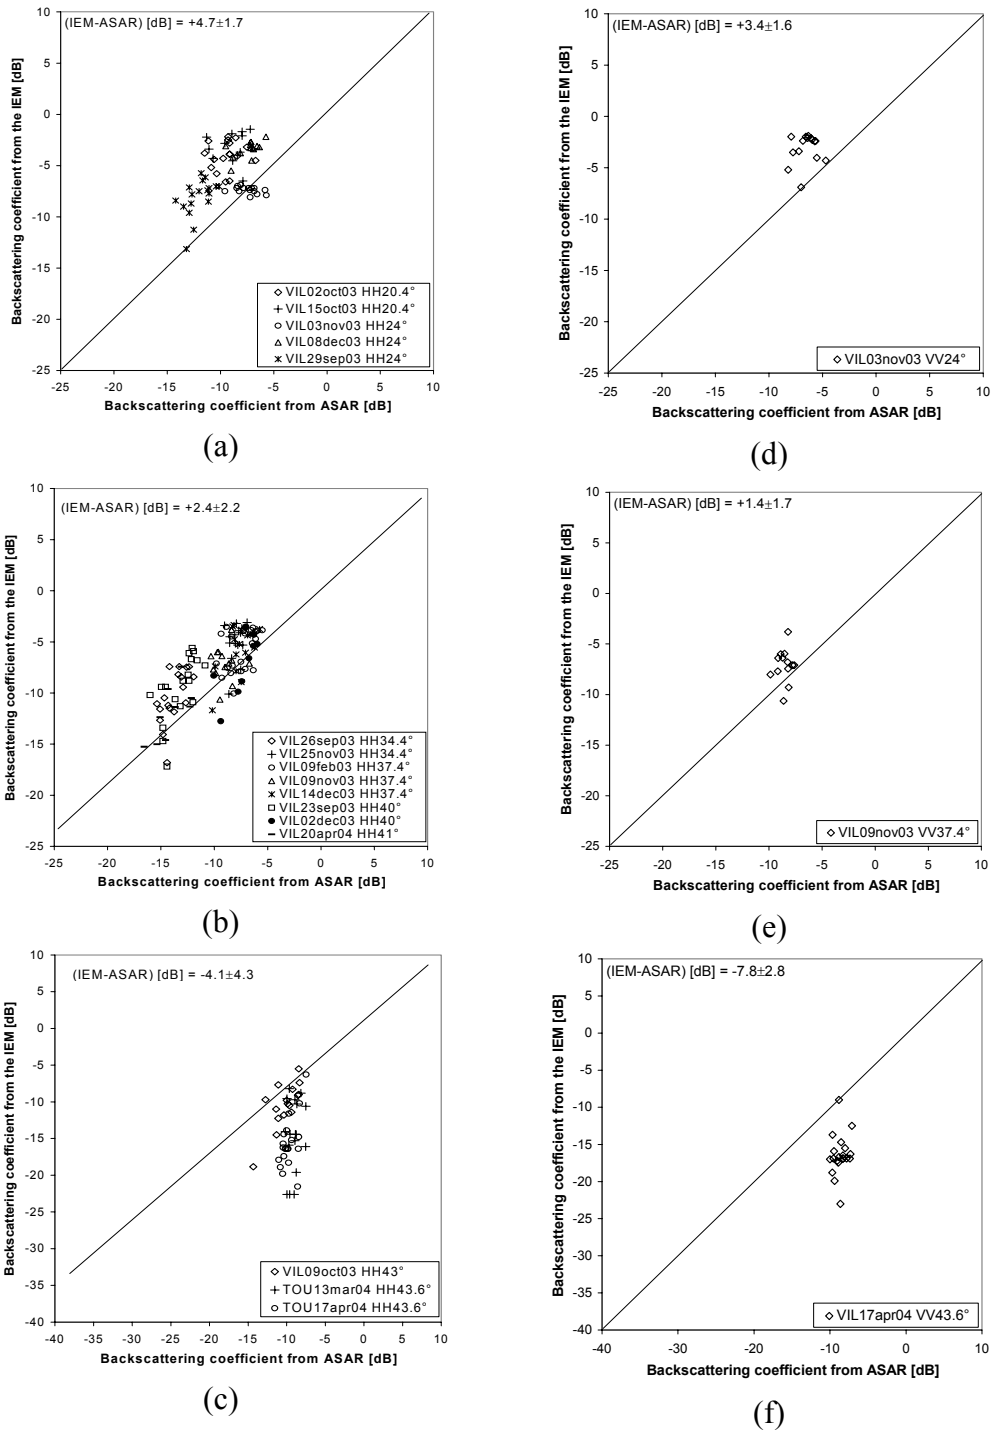 (IEM-ASAR) [dB] = +4.7±1.7
Backscattering coefficient from the IEM [dB]
10
5
0
-5
-10
-15
-20
-25
-25 -20 -15 -10 -5 0 5 10
VIL02oct03 HH20.4°
VIL15oct03 HH20.4°
VIL03nov03 HH24°
VIL08dec03 HH24°
VIL29sep03 HH24°
Backscattering coefficient from ASAR [dB]
(a)
(IEM-ASAR) [dB] = +3.4±1.6
Backscattering coefficient from the IEM [dB]
10
5
0
-5
-10
-15
-20
-25
-25 -20 -15 -10 -5 0 5 10
VIL03nov03 VV24°
Backscattering coefficient from ASAR [dB]
(d)
(IEM-ASAR) [dB] = +2.4±2.2
Backscattering coefficient from the IEM [dB]
10
5
0
-5
-10
-15
-20
-25
-25 -20 -15 -10 -5 0 5 10
VIL26sep03 HH34.4°
VIL25nov03 HH34.4°
VIL09feb03 HH37.4°
VIL09nov03 HH37.4°
VIL14dec03 HH37.4°
VIL23sep03 HH40°
VIL02dec03 HH40°
VIL20apr04 HH41°
Backscattering coefficient from ASAR [dB]
(b)
(IEM-ASAR) [dB] = +1.4±1.7
Backscattering coefficient from the IEM [dB]
10
5
0
-5
-10
-15
-20
-25
-25 -20 -15 -10 -5 0 5 10
VIL09nov03 VV37.4°
Backscattering coefficient from ASAR [dB]
(e)
(IEM-ASAR) [dB] = -4.1±4.3
Backscattering coefficient from the IEM [dB]
10
5
0
-5
-10
-15
-20
-25
-30
-35
-40
-40 -35 -30 -25 -20 -15 -10 -5 0 5 10
VIL09oct03 HH43°
TOU13mar04 HH43.6°
TOU17apr04 HH43.6°
Backscattering coefficient from ASAR [dB]
(c)
(IEM-ASAR) [dB] = -7.8±2.8
Backscattering coefficient from the IEM [dB]
10
5
0
-5
-10
-15
-20
-25
-30
-35
-40
-40 -30 -20 -10 0 10
VIL17apr04 VV43.6°
Backscattering coefficient from ASAR [dB]
(f)